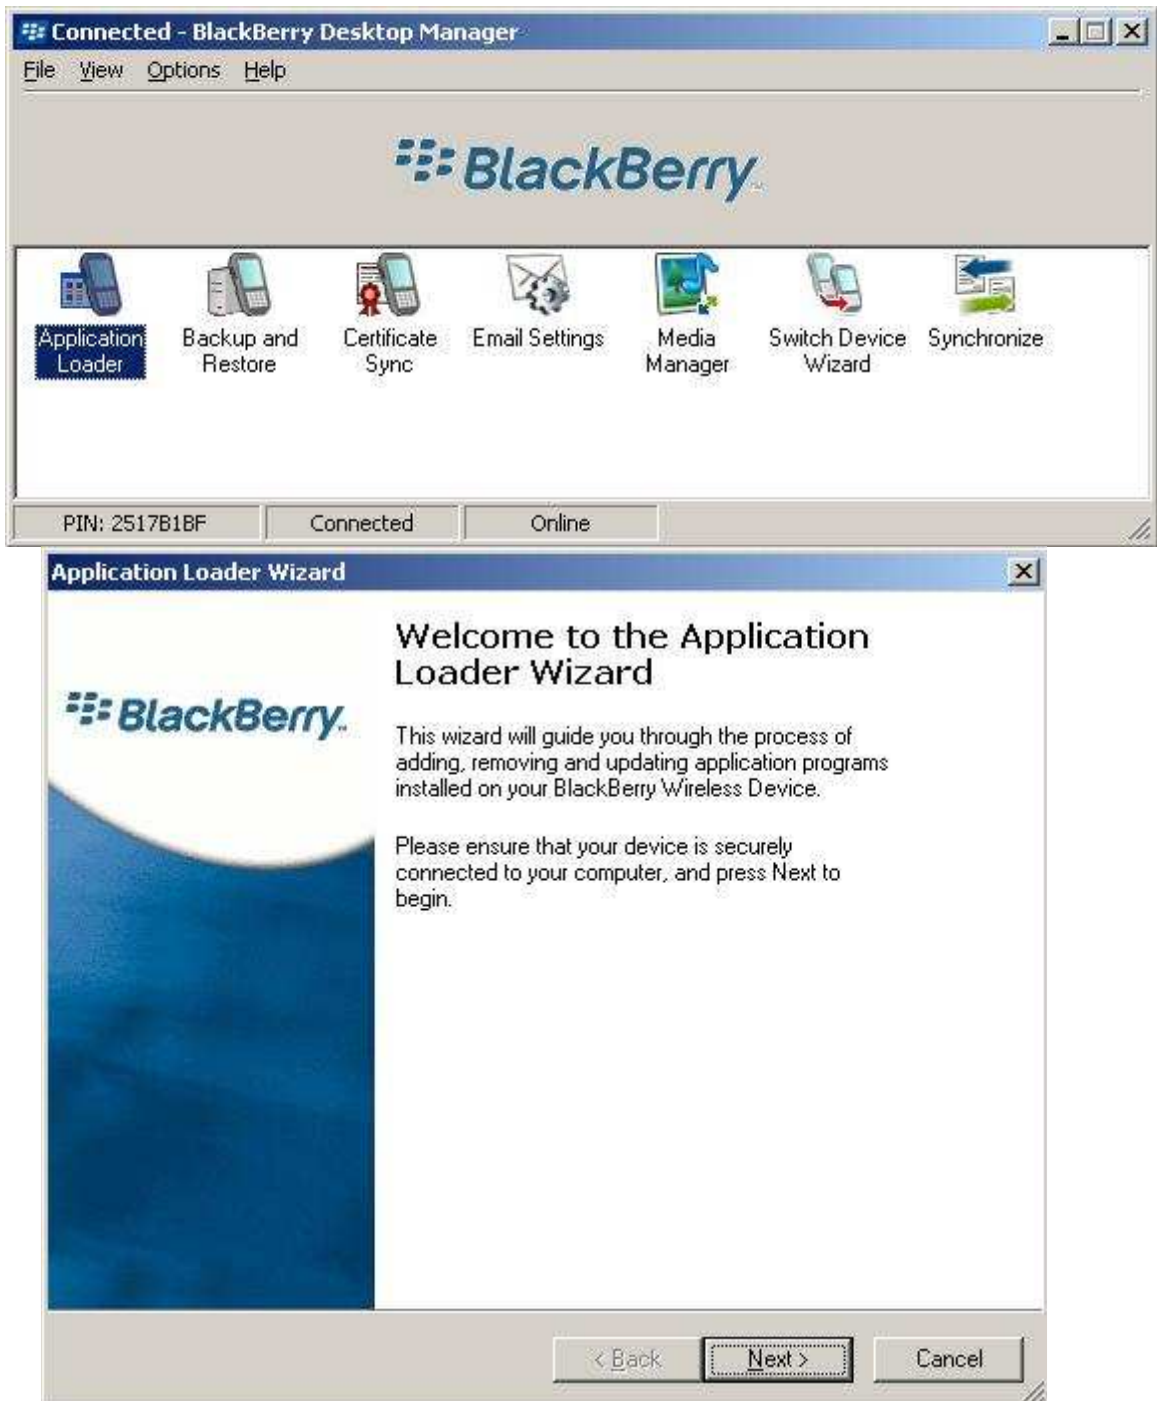 Connected - BlackBerry Desktop Manager
File View Options Help
BlackBerry
Application Loader
Backup and Restore
Certificate Sync
Email Settings
Media Manager
Switch Device Wizard
Synchronize
PIN: 2517B1BF Connected Online
Application Loader Wizard
BlackBerry
Welcome to the Application
Loader Wizard
This wizard will guide you through the process of
adding, removing and updating application programs
installed on your BlackBerry Wireless Device.
Please ensure that your device is securely
connected to your computer, and press Next to
begin.
< Back Next > Cancel